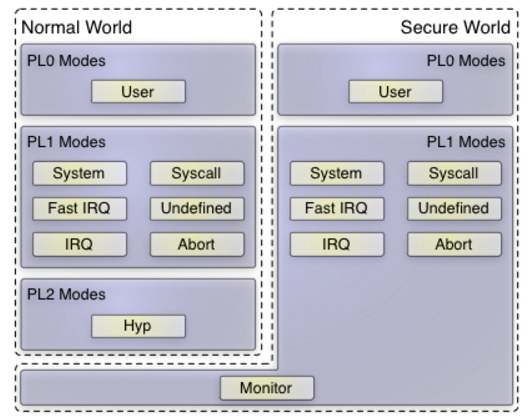 Normal World
PL0 Modes
User
PL1 Modes
System Syscall
Fast IRQ Undefined
IRQ Abort
PL2 Modes
Hyp
Secure World
PL0 Modes
User
PL1 Modes
System Syscall
Fast IRQ Undefined
IRQ Abort
Monitor